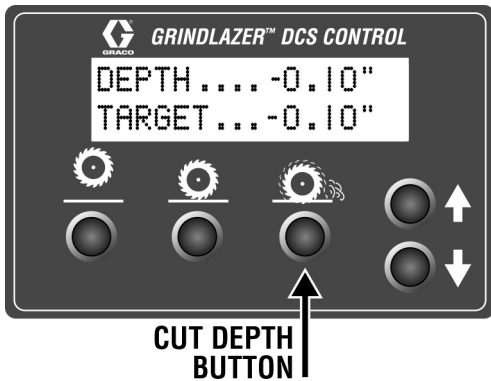 GRACO
GRINDLAZER™ DCS CONTROL
DEPTH....-0.10"
TARGET...-0.10"
CUT DEPTH
BUTTON